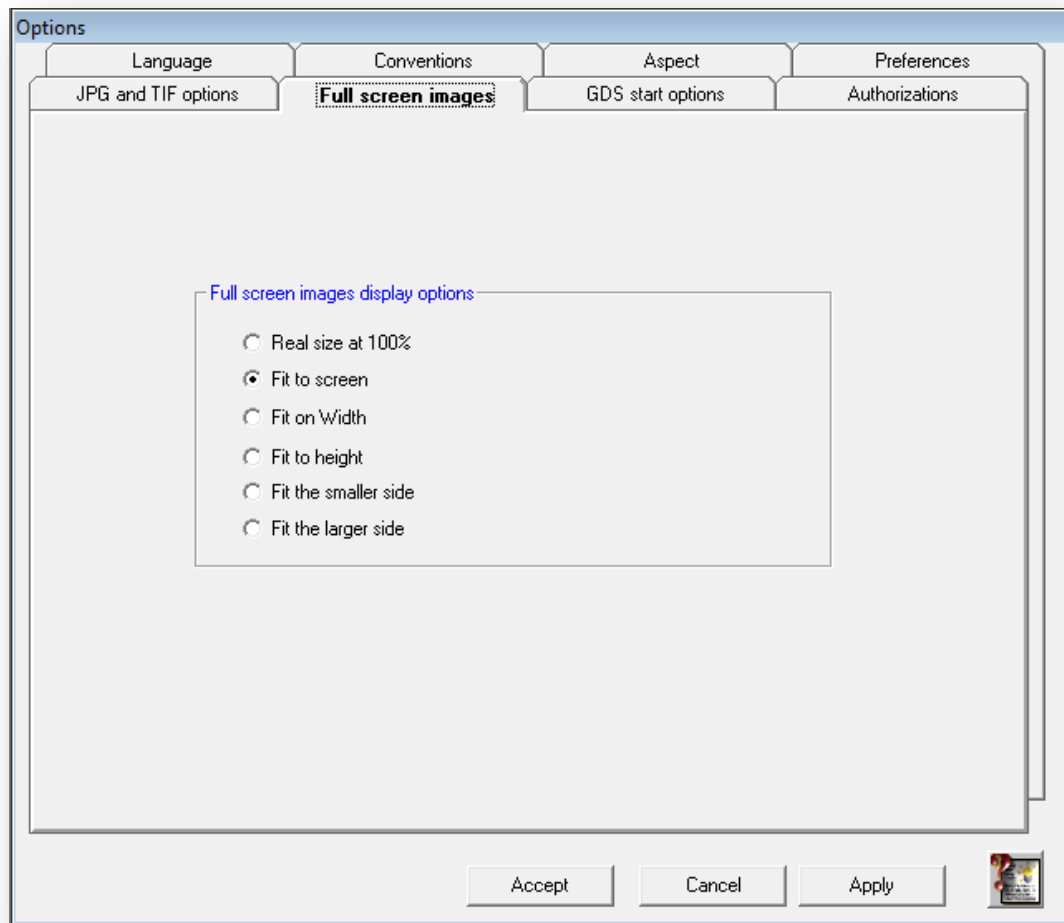 Options
Language Conventions Aspect Preferences
JPG and TIF options Full screen images GDS start options Authorizations
Full screen images display options
Real size at 100%
Fit to screen
Fit on Width
Fit to height
Fit the smaller side
Fit the larger side
Accept Cancel Apply